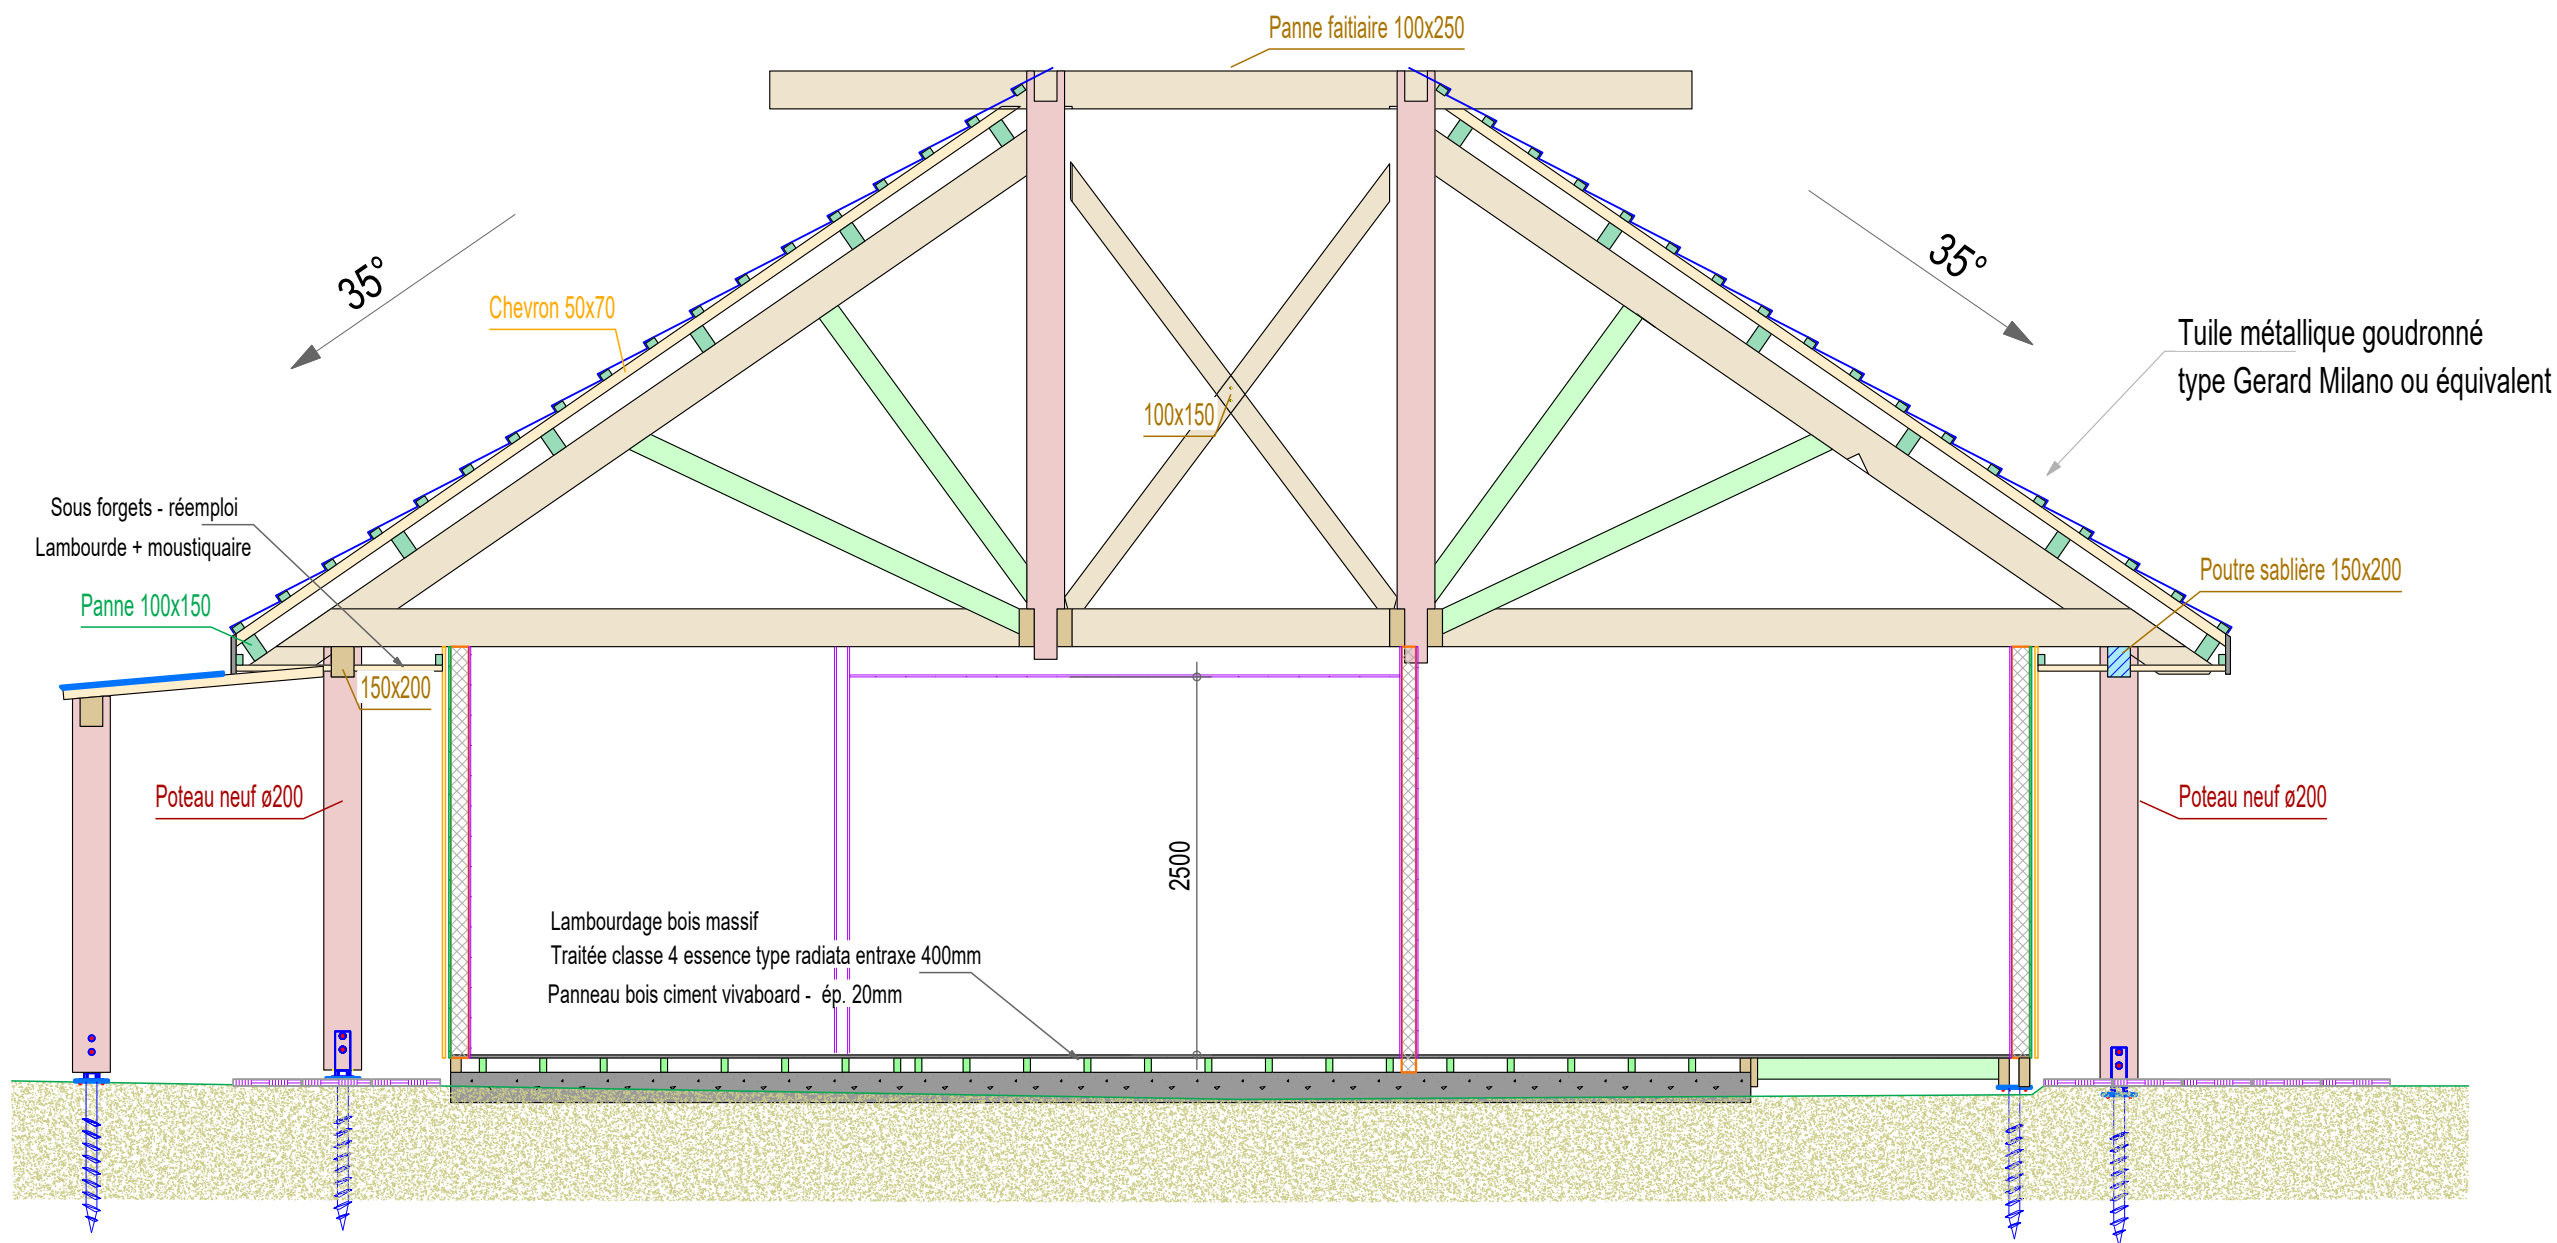 Panne faitiaire 100x250
35°
35°
Chevron 50x70
Tuile métallique goudronné
type Gerard Milano ou équivalent
100x150
Sous forgets - réemploi
Lambourde + moustiquaire
Panne 100x150
Poutre sablière 150x200
150x200
Poteau neuf ø200
Poteau neuf ø200
2500
Lambourdage bois massif
Traitée classe 4 essence type radiata entraxe 400mm
Panneau bois ciment vivaboard - ép. 20mm